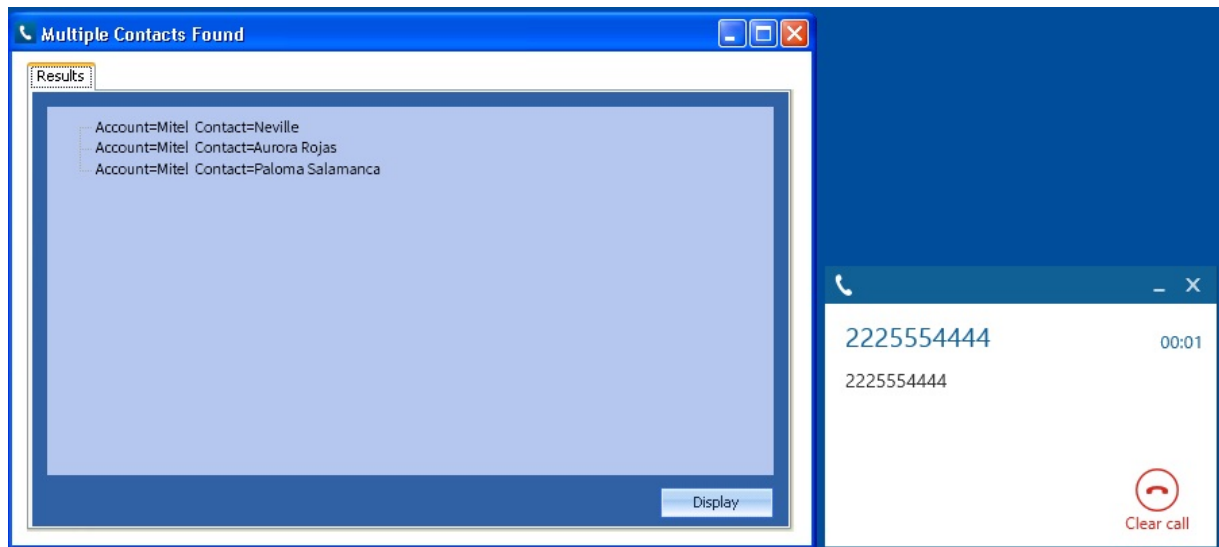 Multiple Contacts Found
Results
Account=Mitel Contact=Neville
Account=Mitel Contact=Aurora Rojas
Account=Mitel Contact=Paloma Salamanca
Display
2225554444 00:01
2225554444
Clear call